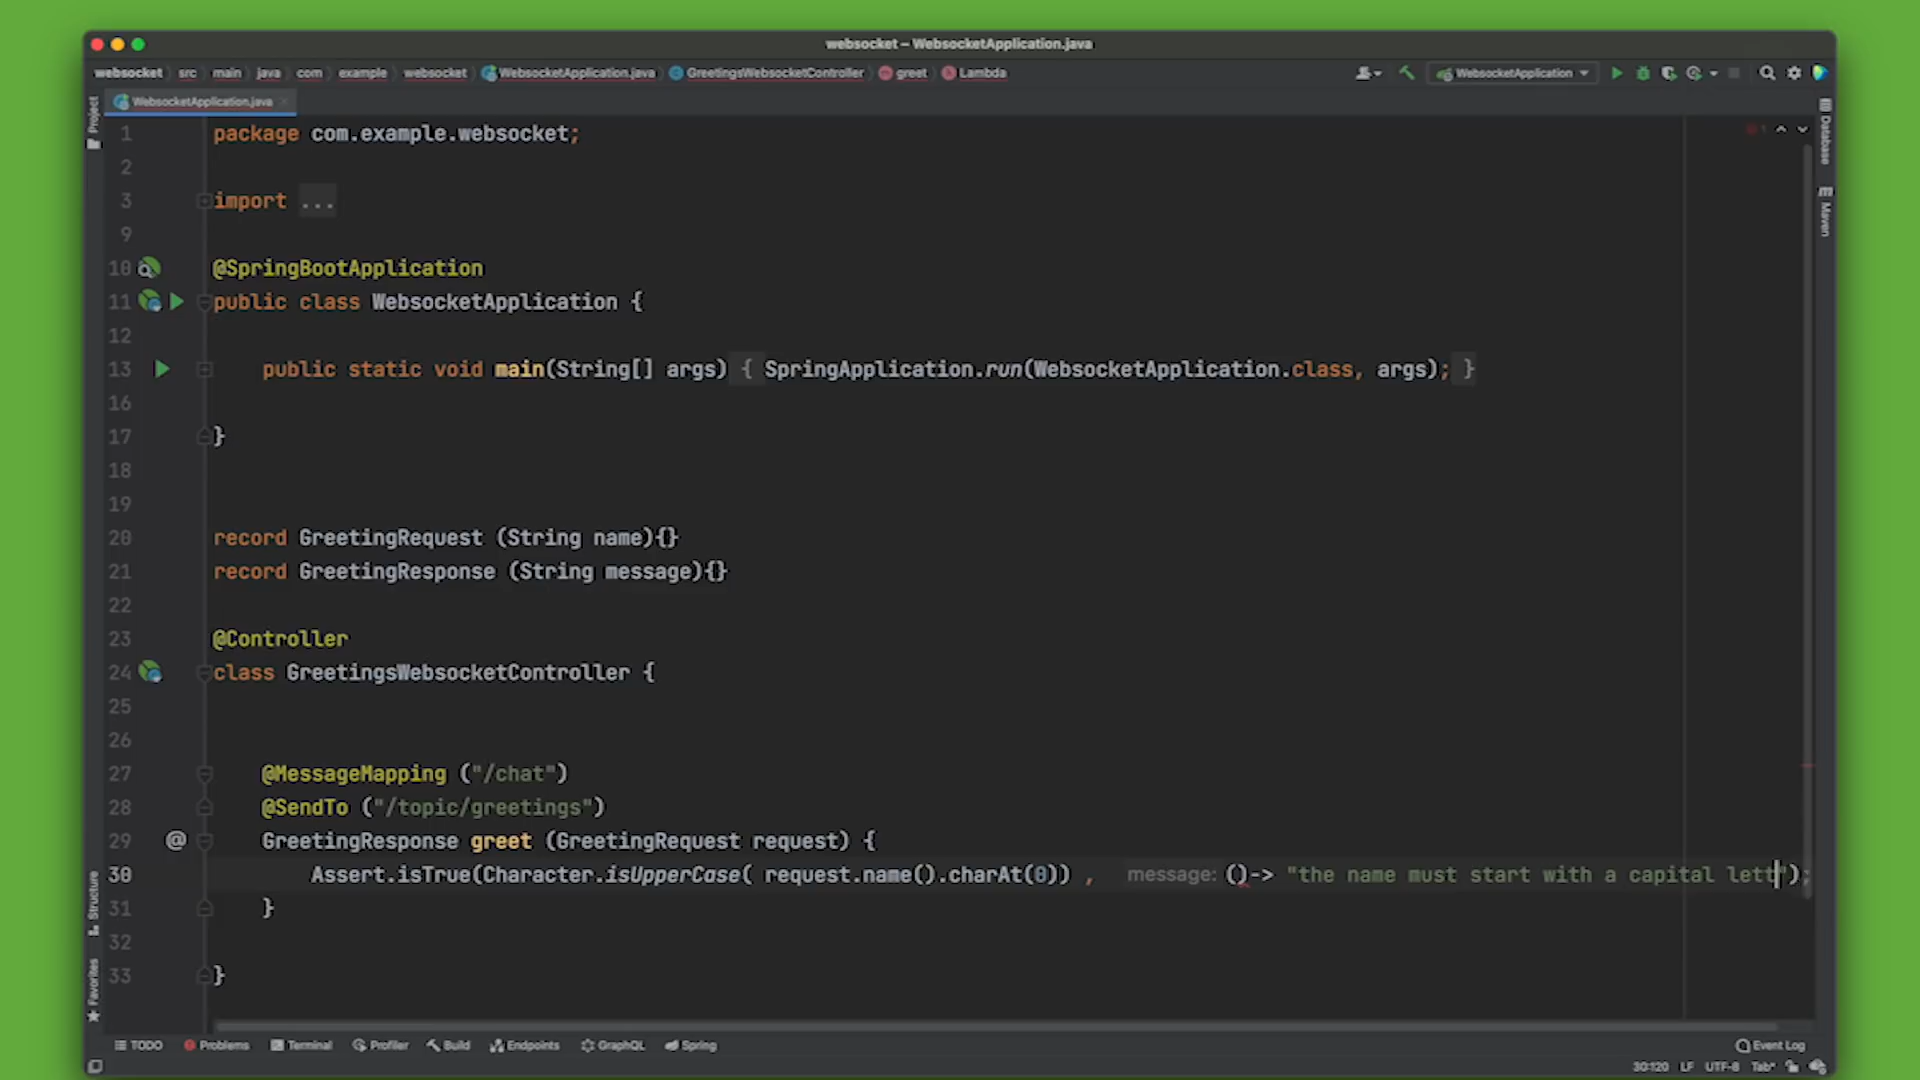 websocket – WebsocketApplication.java
websocket src main java com example websocket WebsocketApplication.java GreetingsWebsocketController greet Lambda WebsocketApplication
Project WebsocketApplication.java Database
1 package com.example.websocket;
2
3 import ...
Maven
9
10 @SpringBootApplication
11 public class WebsocketApplication {
12
13 public static void main(String[] args) { SpringApplication.run(WebsocketApplication.class, args); }
16
17 }
18
19
20 record GreetingRequest (String name){}
21 record GreetingResponse (String message){}
22
23 @Controller
24 class GreetingsWebsocketController {
25
26
27 @MessageMapping ("/chat")
28 @SendTo ("/topic/greetings")
29 @ GreetingResponse greet (GreetingRequest request) {
30 Assert.isTrue(Character.isUpperCase( request.name().charAt(0)) , message: ()-> "the name must start with a capital lett");
31 }
32
33 }
Structure
Favorites
TODO Problems Terminal Profiler Build Endpoints GraphQL Spring Event Log
30:120 LF UTF-8 Tab*